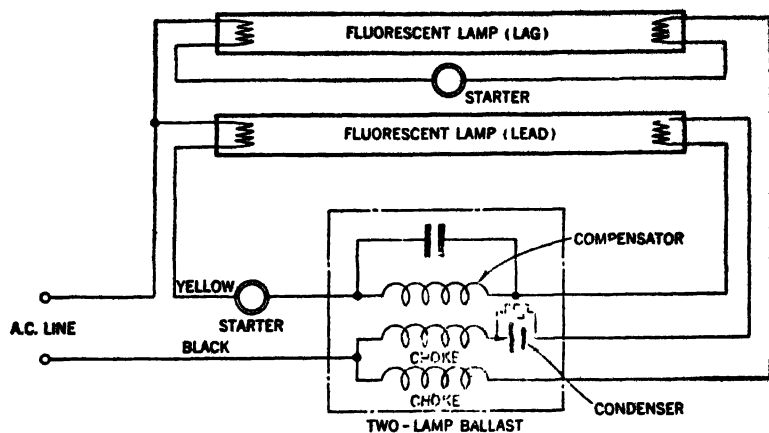 FLUORESCENT LAMP (LAG)
STARTER
FLUORESCENT LAMP (LEAD)
COMPENSATOR
YELLOW
STARTER
A.C. LINE
BLACK
CHOKE
CHOKE
CONDENSER
TWO-LAMP BALLAST